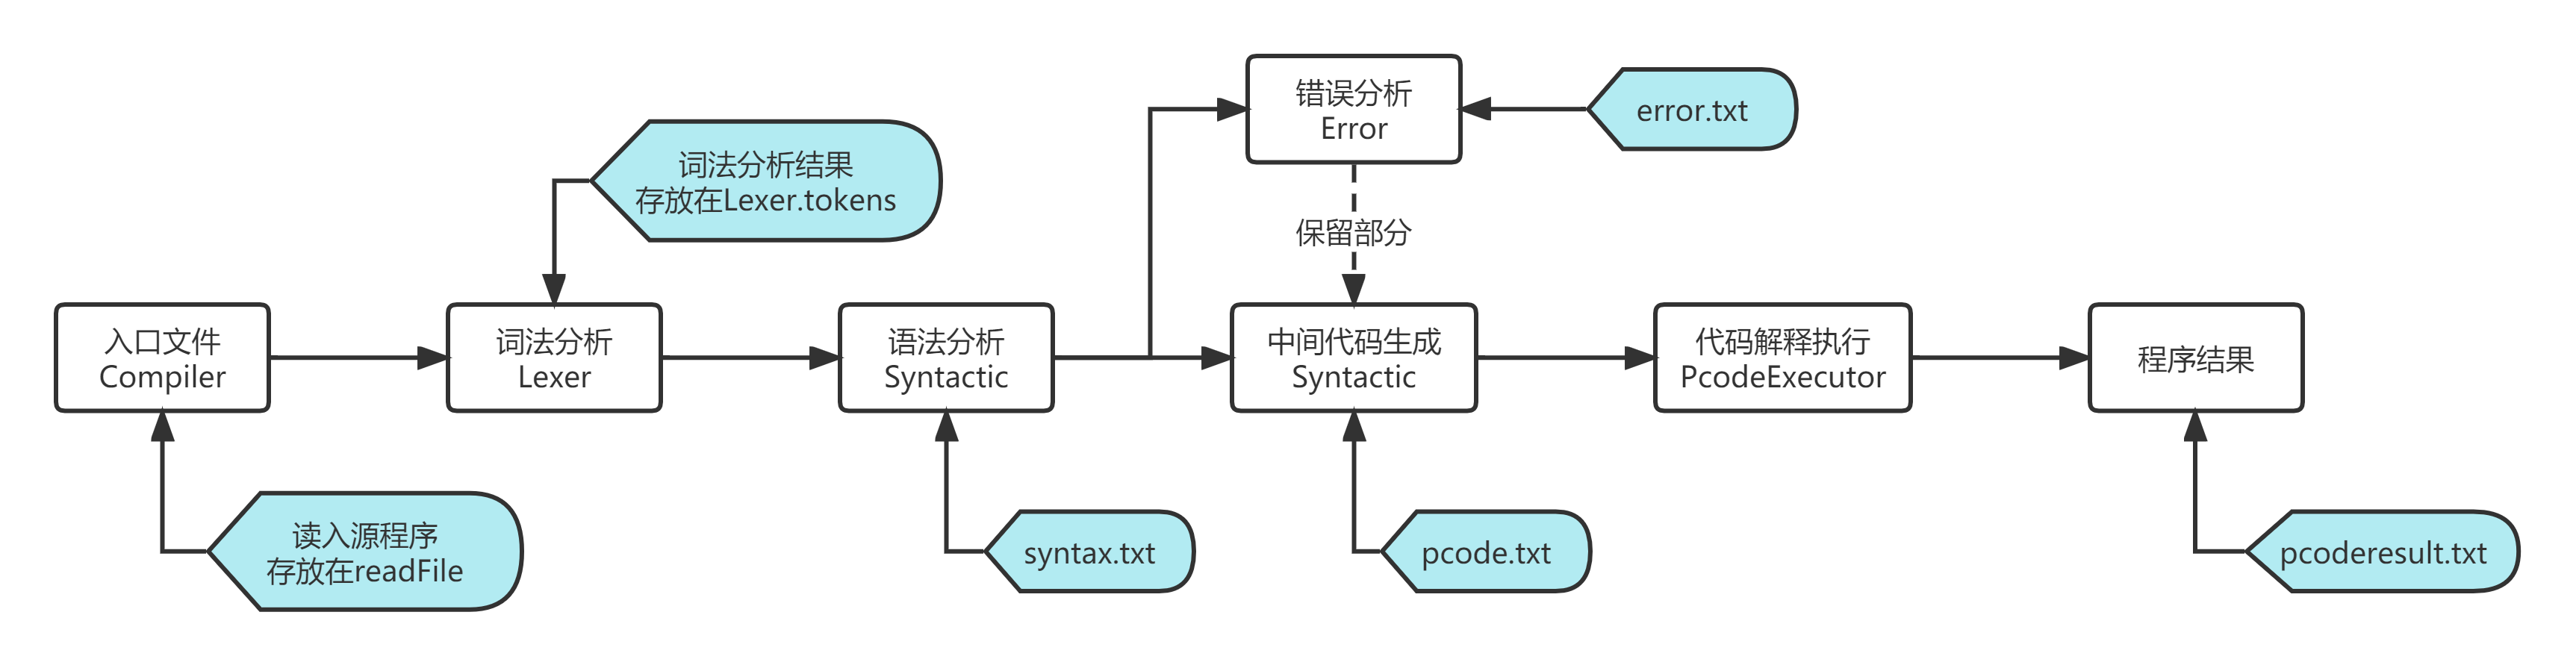 错误分析
Error
error.txt
词法分析结果
存放在Lexer.tokens
保留部分
入口文件
Compiler
词法分析
Lexer
语法分析
Syntactic
中间代码生成
Syntactic
代码解释执行
PcodeExecutor
程序结果
读入源程序
存放在readFile
syntax.txt
pcode.txt
pcoderesult.txt